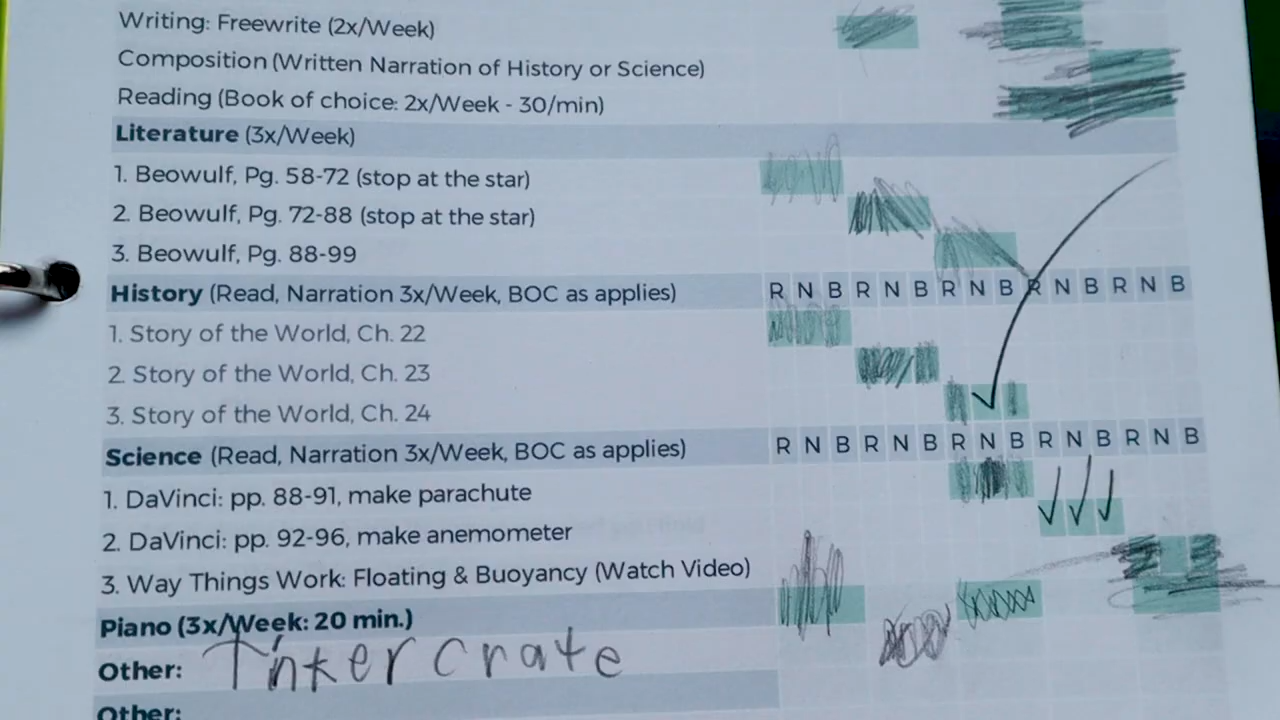 Writing: Freewrite (2x/Week)
Composition (Written Narration of History or Science)
Reading (Book of choice: 2x/Week - 30/min)
Literature (3x/Week)
1. Beowulf, Pg. 58-72 (stop at the star)
2. Beowulf, Pg. 72-88 (stop at the star)
3. Beowulf, Pg. 88-99
History (Read, Narration 3x/Week, BOC as applies) R N B R N B R N B R N B R N B
1. Story of the World, Ch. 22
2. Story of the World, Ch. 23
3. Story of the World, Ch. 24
Science (Read, Narration 3x/Week, BOC as applies) R N B R N B R N B R N B R N B
1. DaVinci: pp. 88-91, make parachute
2. DaVinci: pp. 92-96, make anemometer
3. Way Things Work: Floating & Buoyancy (Watch Video)
Piano (3x/Week: 20 min.)
Other: Tinker crate
Other: